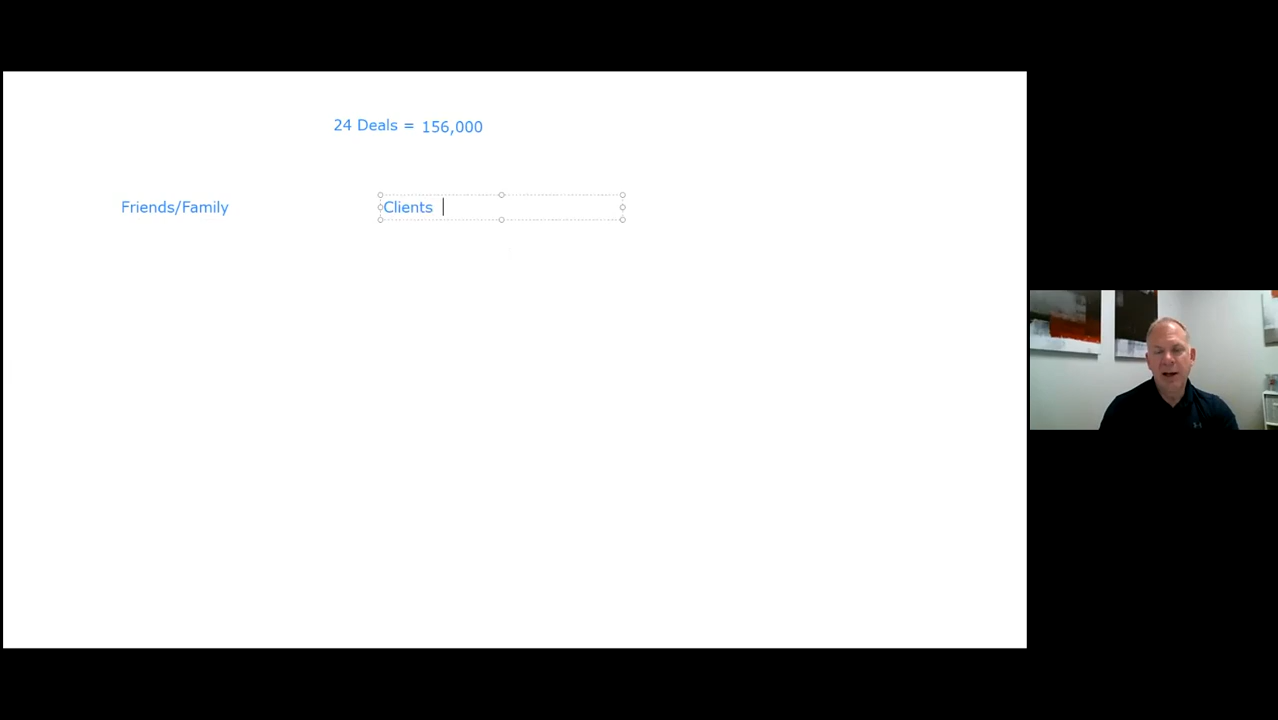 24 Deals = 156,000
Friends/Family
Clients